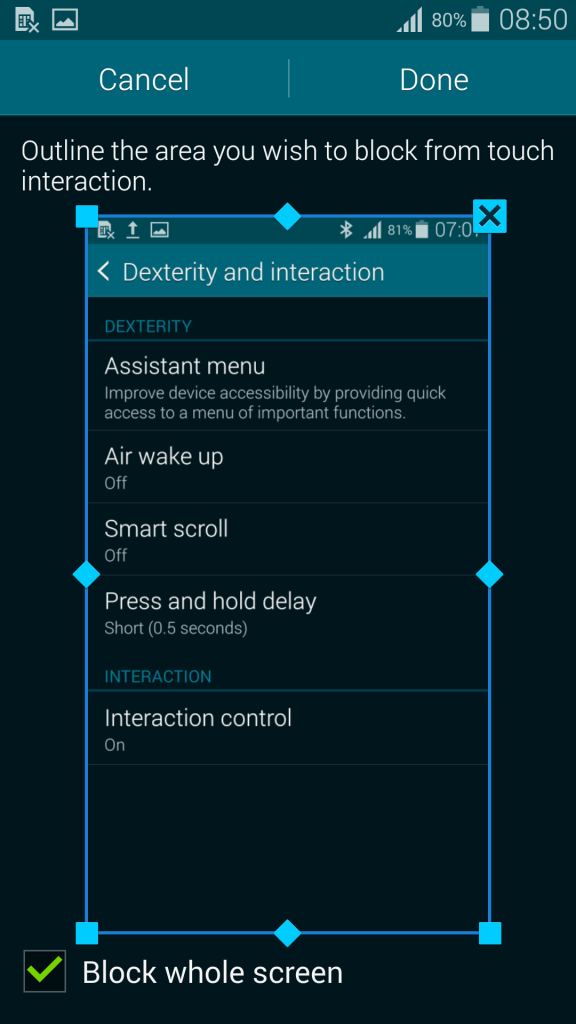 80% 08:50
Cancel Done
Outline the area you wish to block from touch
interaction.
81%
Dexterity and interaction
DEXTERITY
Assistant menu
Improve device accessibility by providing quick
access to a menu of important functions.
Air wake up
Off
Smart scroll
Off
Press and hold delay
Short (0.5 seconds)
INTERACTION
Interaction control
On
Block whole screen